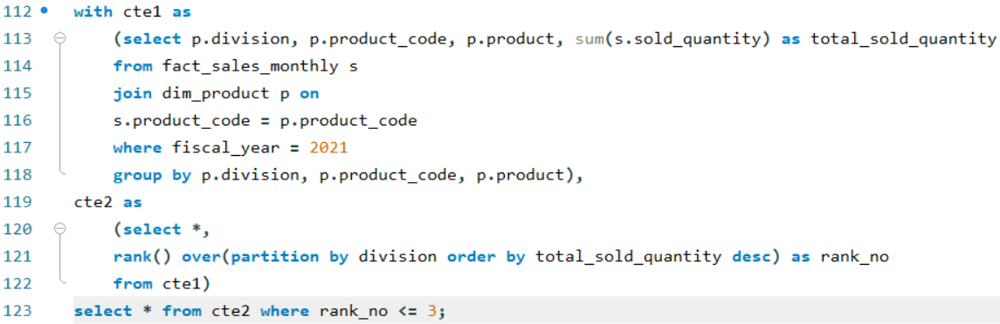 112 with cte1 as
113 (select p.division, p.product_code, p.product, sum(s.sold_quantity) as total_sold_quantity
114 from fact_sales_monthly s
115 join dim_product p on
116 s.product_code = p.product_code
117 where fiscal_year = 2021
118 group by p.division, p.product_code, p.product),
119 cte2 as
120 (select *,
121 rank() over(partition by division order by total_sold_quantity desc) as rank_no
122 from cte1)
123 select * from cte2 where rank_no <= 3;